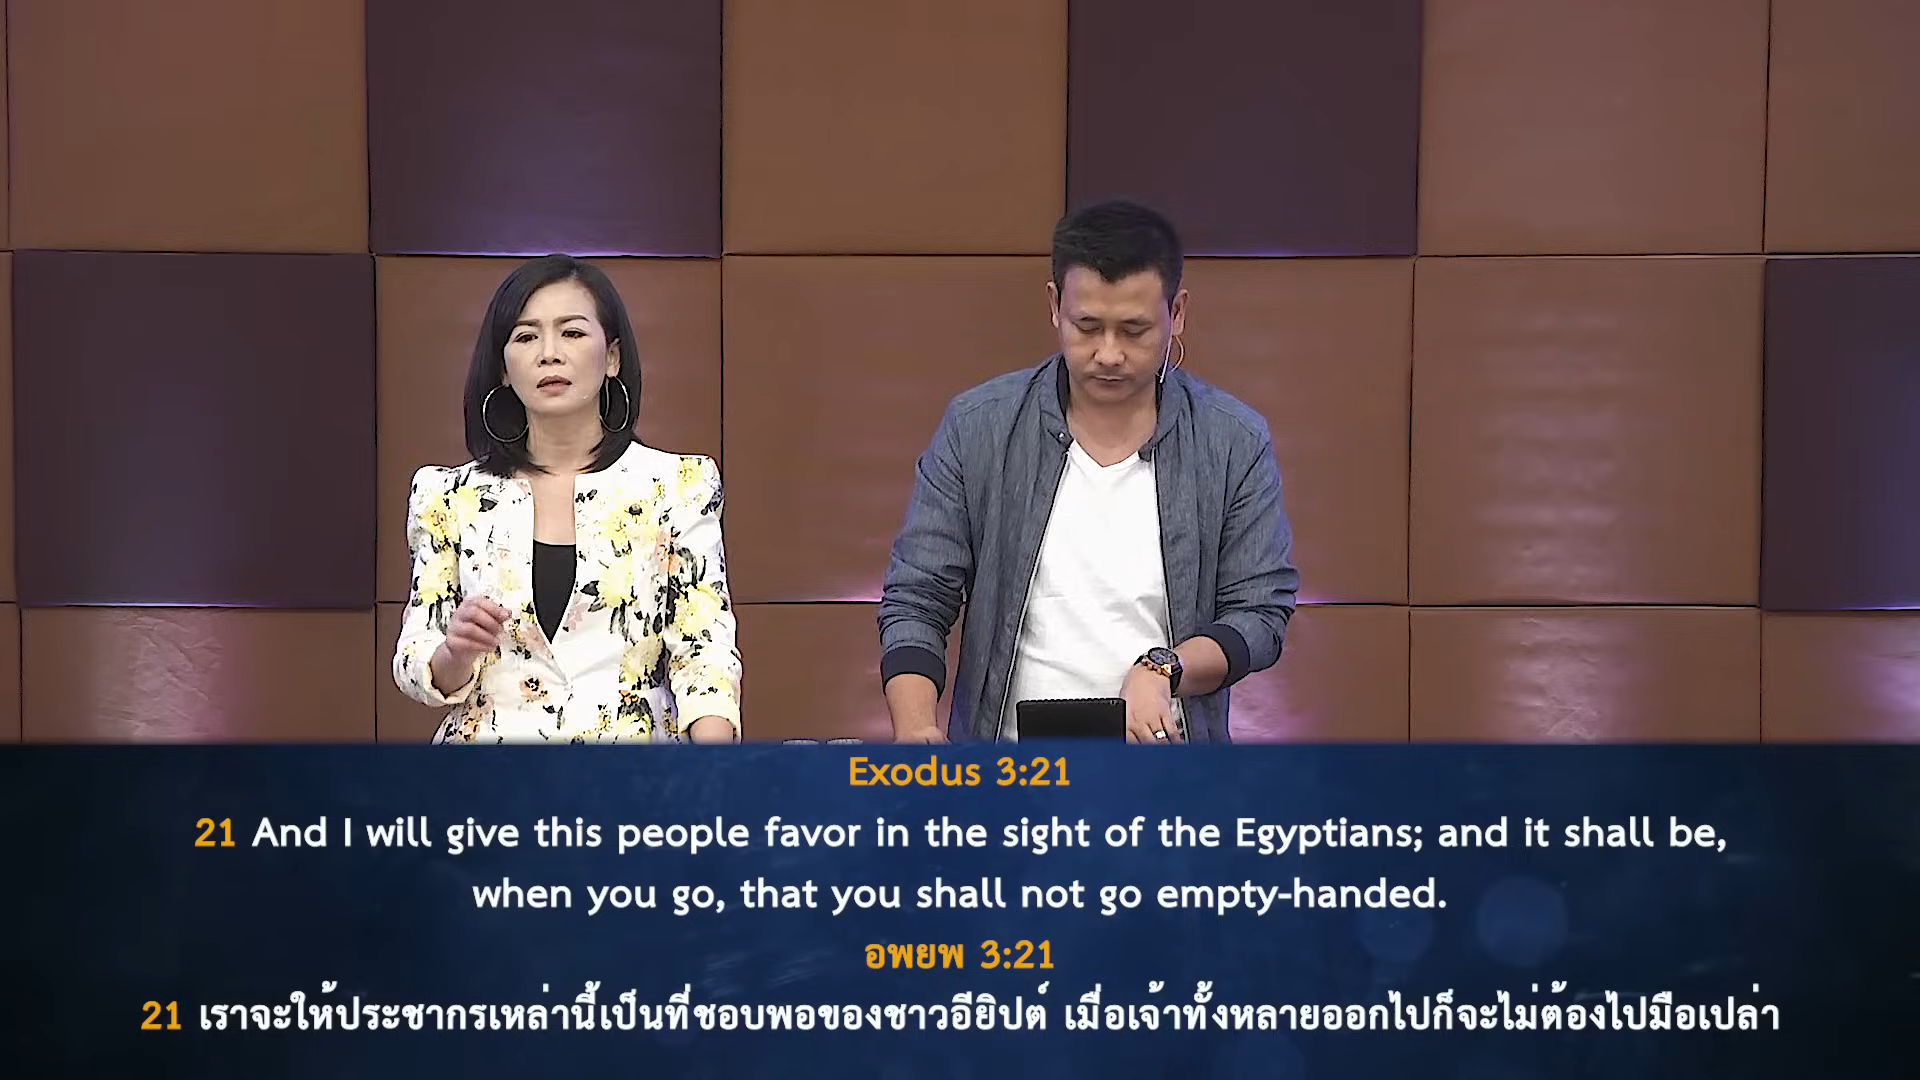 Exodus 3:21
21 And I will give this people favor in the sight of the Egyptians; and it shall be,
when you go, that you shall not go empty-handed.
อพยพ 3:21
21 เราจะให้ประชากรเหล่านี้เป็นที่ชอบพอของชาวอียิปต์ เมื่อเจ้าทั้งหลายออกไปก็จะไม่ต้องไปมือเปล่า